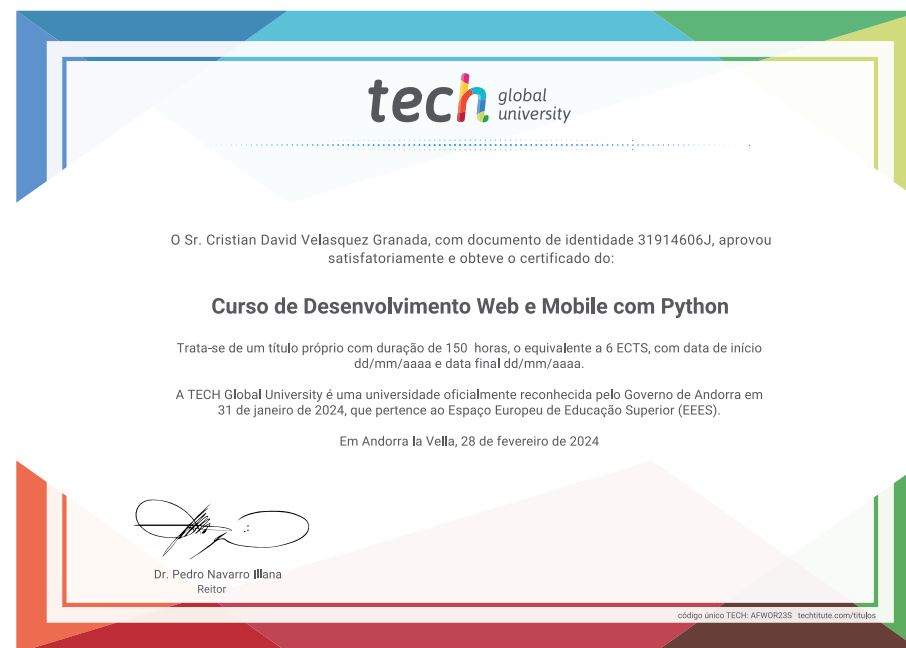 tech global
university
O Sr. Cristian David Velasquez Granada, com documento de identidade 31914606J, aprovou
satisfatoriamente e obteve o certificado do:
Curso de Desenvolvimento Web e Mobile com Python
Trata-se de um título próprio com duração de 150 horas, o equivalente a 6 ECTS, com data de início
dd/mm/aaaa e data final dd/mm/aaaa.
A TECH Global University é uma universidade oficialmente reconhecida pelo Governo de Andorra em
31 de janeiro de 2024, que pertence ao Espaço Europeu de Educação Superior (EEES).
Em Andorra la Vella, 28 de fevereiro de 2024
Dr. Pedro Navarro Illana
Reitor
código único TECH: AFWOR23S techtitute.com/titulos